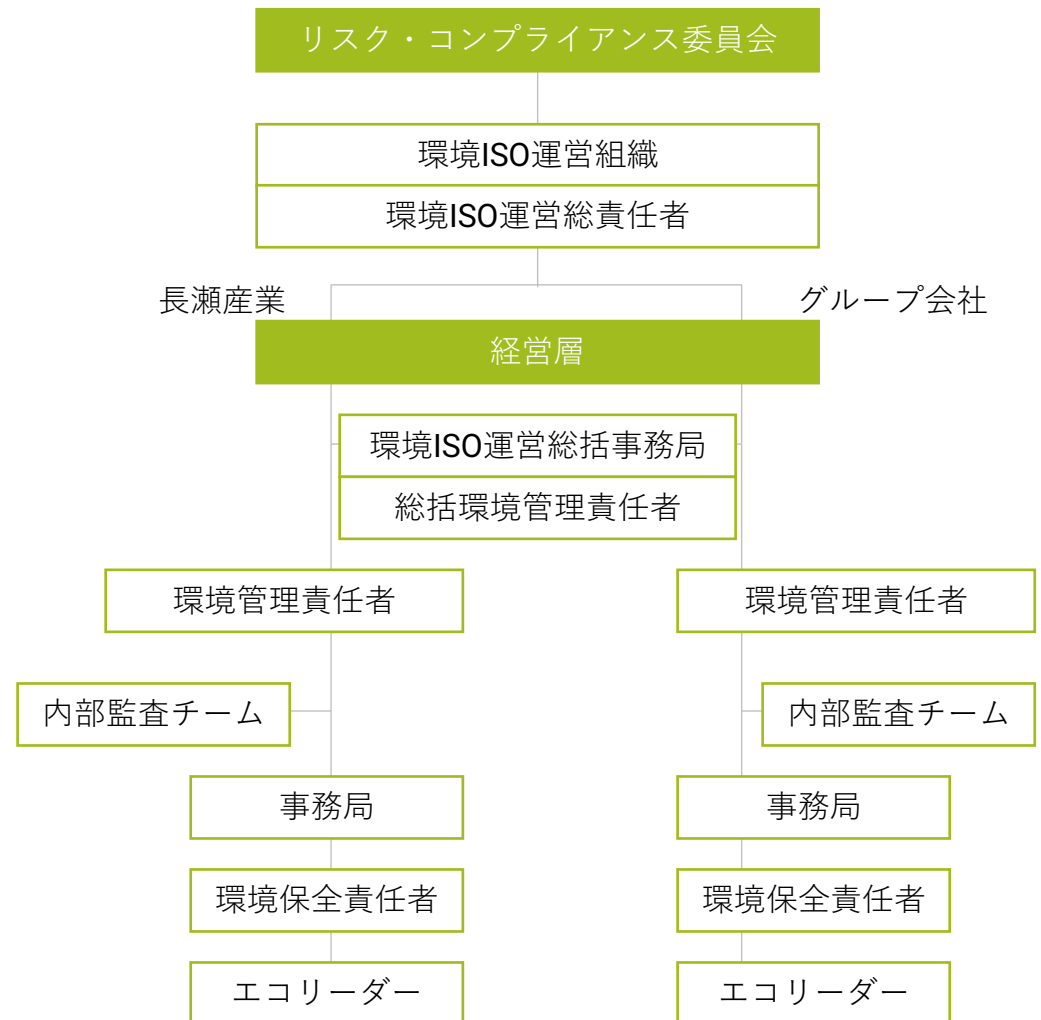 リスク・コンプライアンス委員会
環境ISO運営組織
環境ISO運営総責任者
長瀬産業
グループ会社
経営層
環境ISO運営総括事務局
総括環境管理責任者
環境管理責任者
環境管理責任者
内部監査チーム
内部監査チーム
事務局
事務局
環境保全責任者
環境保全責任者
エコリーダー
エコリーダー